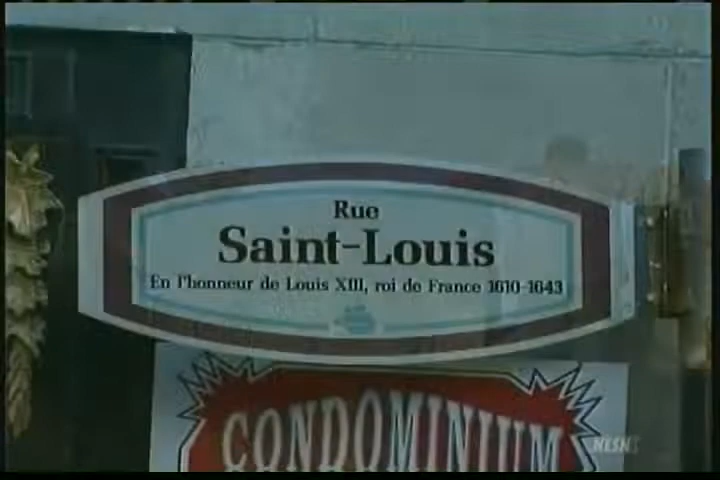 Rue
Saint-Louis
En l'honneur de Louis XIII, roi de France 1610-1643
CONDOMINIUM